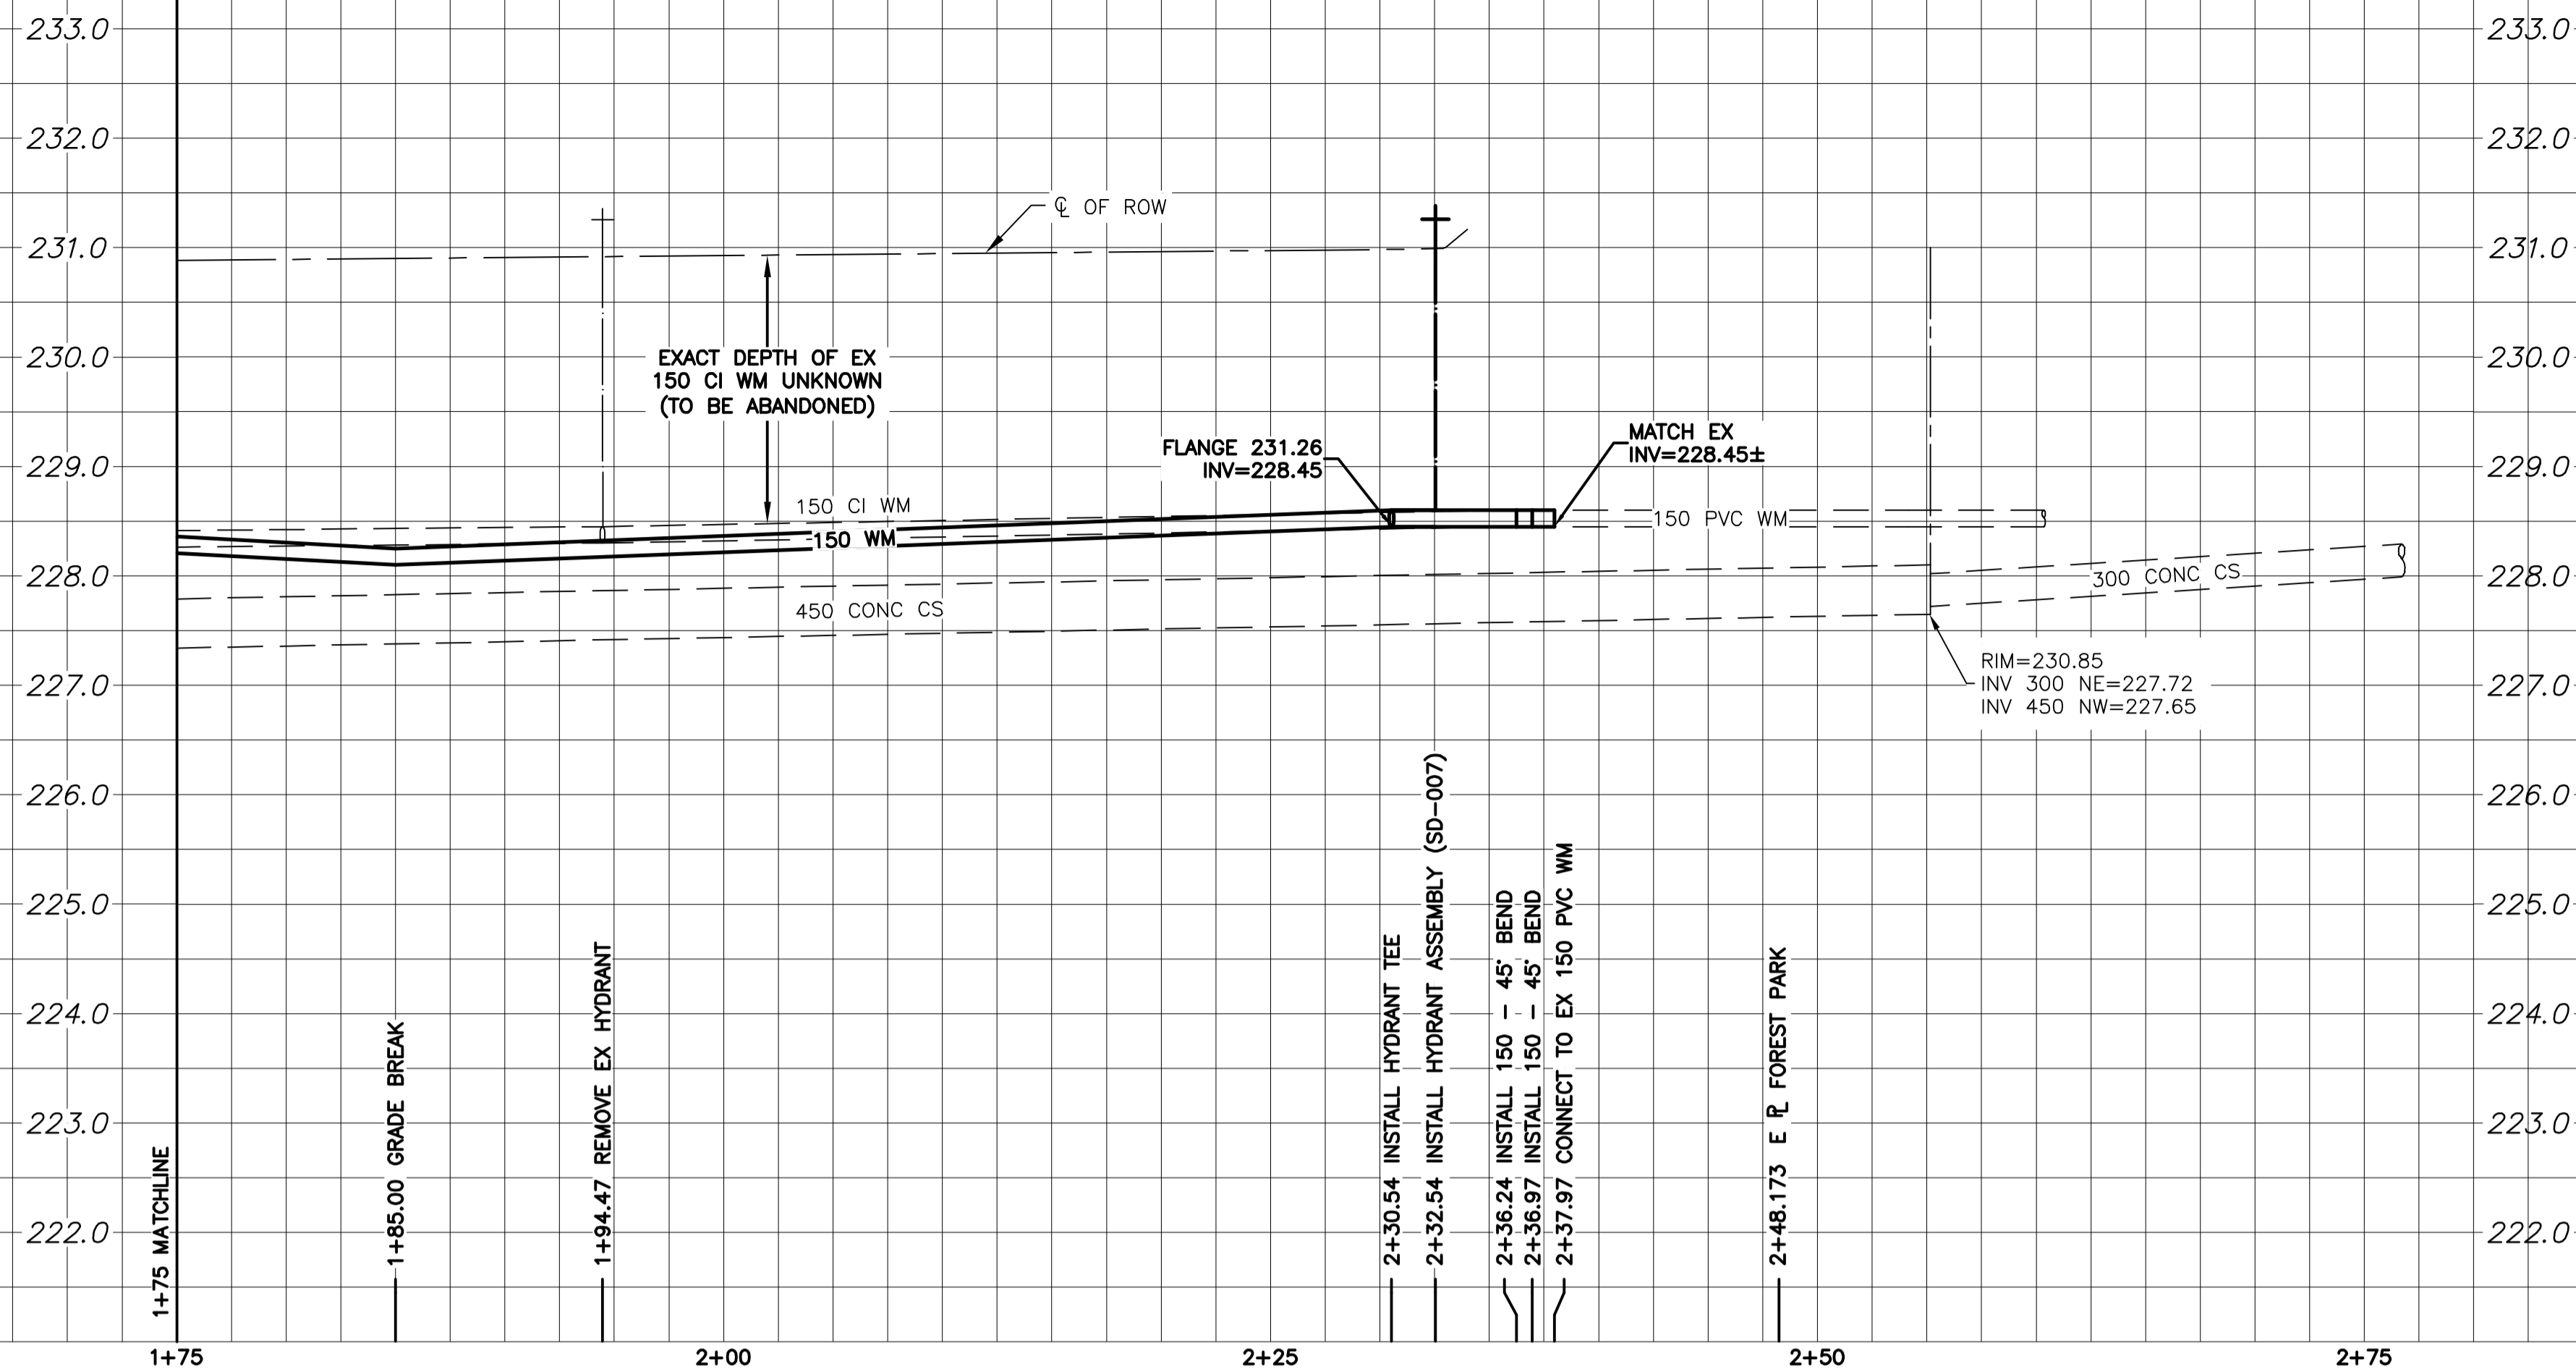 233.0 233.0
232.0 232.0
℄ OF ROW
231.0 231.0
EXACT DEPTH OF EX
150 CI WM UNKNOWN
(TO BE ABANDONED)
230.0 230.0
FLANGE 231.26
INV=228.45
MATCH EX
INV=228.45±
229.0 229.0
150 CI WM
150 WM
150 PVC WM
228.0 228.0
300 CONC CS
450 CONC CS
RIM=230.85
INV 300 NE=227.72
INV 450 NW=227.65
227.0 227.0
226.0 226.0
225.0 225.0
224.0 224.0
223.0 223.0
222.0 222.0
1+75 MATCHLINE
1+85.00 GRADE BREAK
1+94.47 REMOVE EX HYDRANT
2+30.54 INSTALL HYDRANT TEE
2+32.54 INSTALL HYDRANT ASSEMBLY (SD-007)
2+36.24 INSTALL 150 - 45° BEND
2+36.97 INSTALL 150 - 45° BEND
2+37.97 CONNECT TO EX 150 PVC WM
2+48.173 E ⅊ FOREST PARK
1+75 2+00 2+25 2+50 2+75